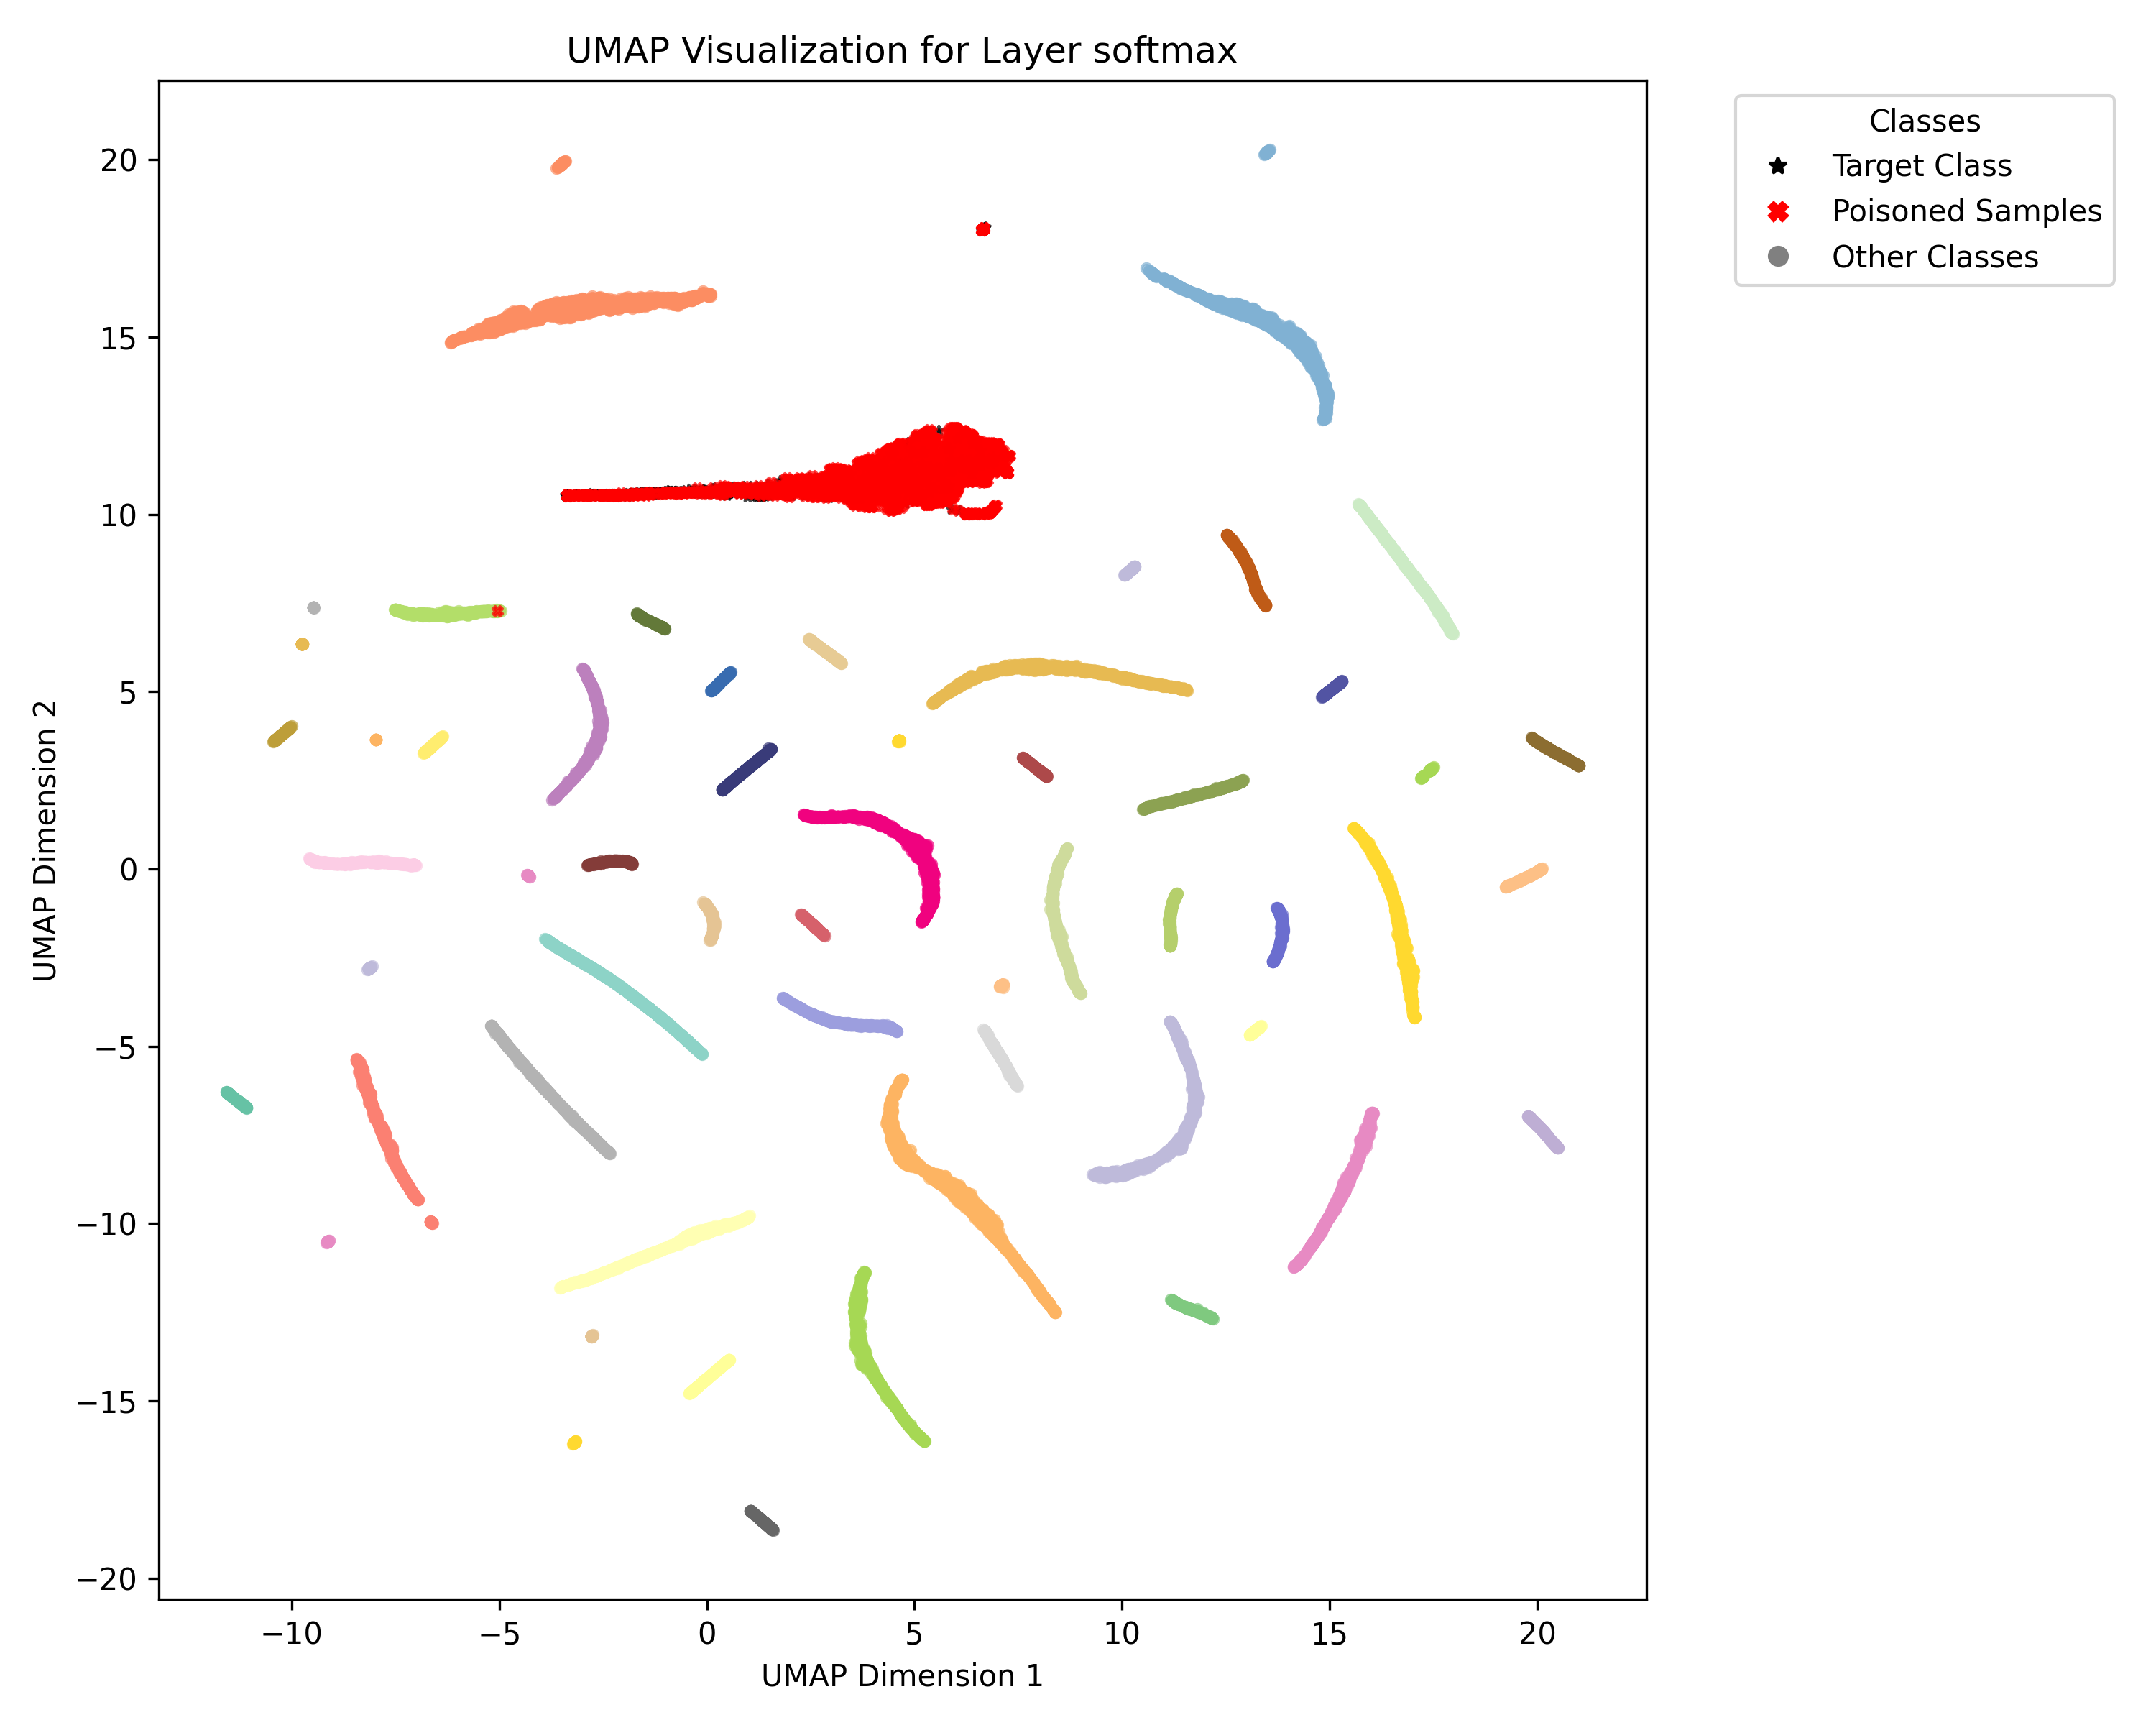 UMAP Visualization for Layer softmax
Classes
Target Class
Poisoned Samples
Other Classes
20
15
10
5
0
−5
−10
−15
−20
UMAP Dimension 2
−10
−5
0
5
10
15
20
UMAP Dimension 1